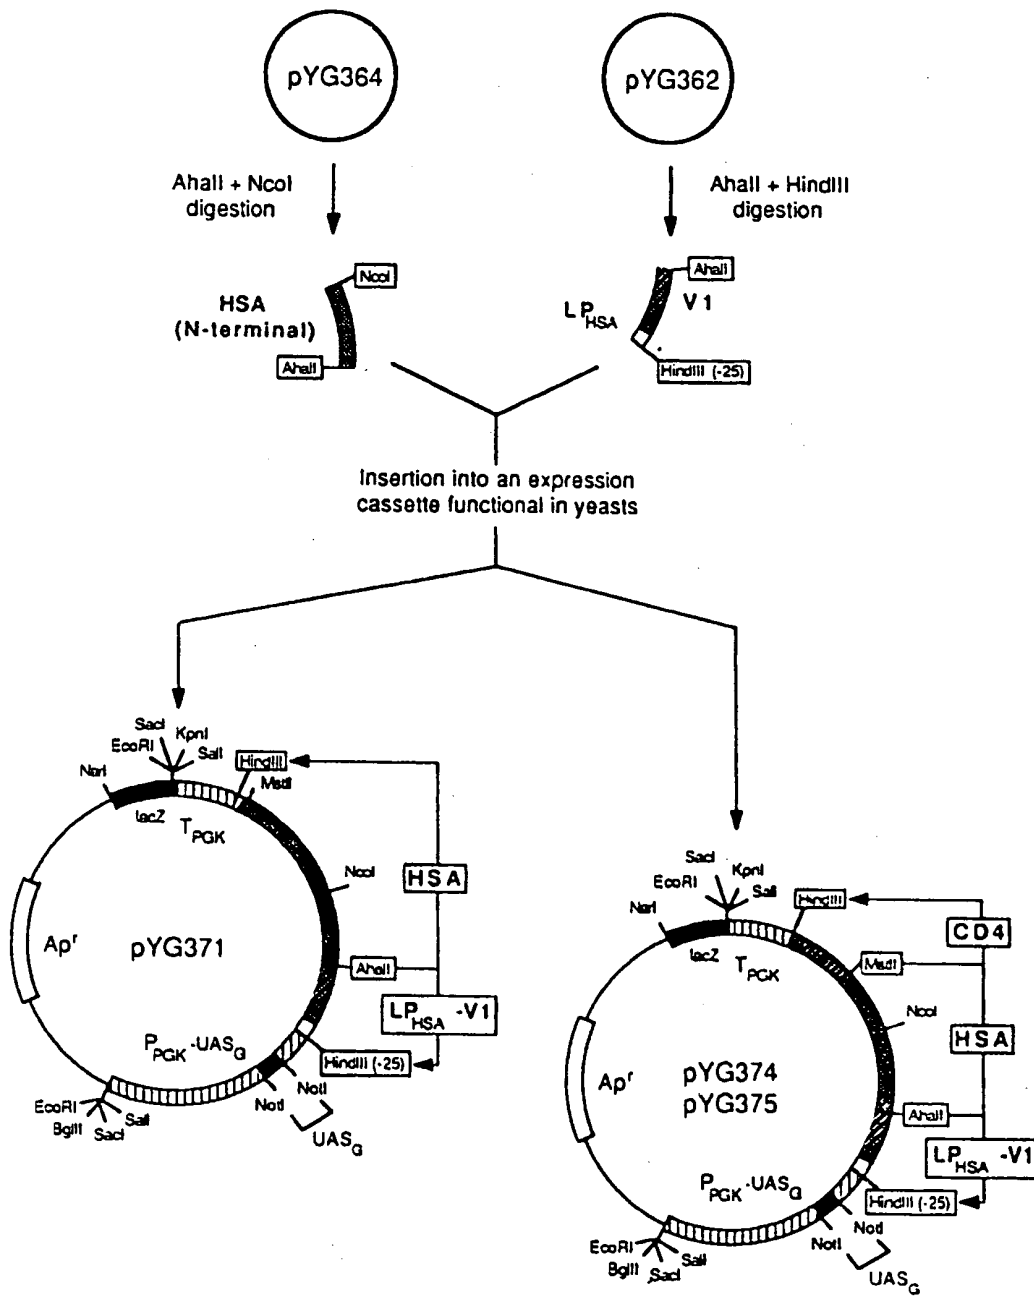 pYG364
pYG362
AhaII + NcoI
digestion
AhaII + HindIII
digestion
NcoI
HSA
(N-terminal)
AhaII
AhaII
V1
LP HSA
HindIII (-25)
Insertion into an expression
cassette functional in yeasts
SacI
KpnI
EcoRI
SalI
NarI
HindIII
MstII
lacZ
T PGK
NcoI
HSA
Ap r
pYG371
AhaII
LP HSA -V1
P PGK -UAS G
HindIII (-25)
NotI
NotI
UAS G
EcoRI
BglII
SacI
SalI
SacI
KpnI
EcoRI
SalI
NarI
HindIII
CD4
lacZ
T PGK
MstII
NcoI
HSA
Ap r
pYG374
pYG375
AhaII
LP HSA -V1
P PGK -UAS G
HindIII (-25)
NotI
NotI
UAS G
EcoRI
BglII
SacI
SalI